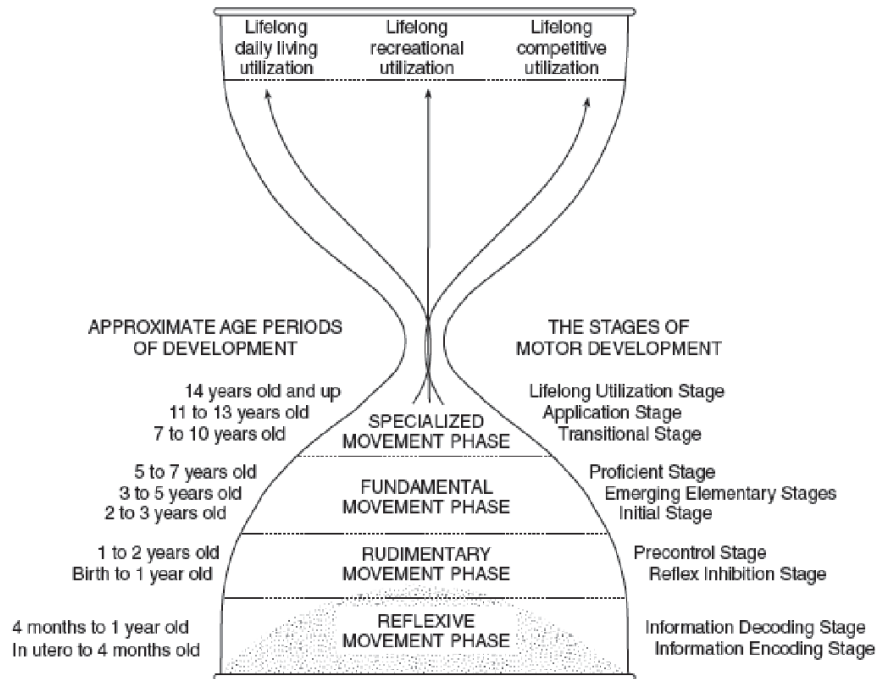 Lifelong daily living utilization
Lifelong recreational utilization
Lifelong competitive utilization
APPROXIMATE AGE PERIODS OF DEVELOPMENT
THE STAGES OF MOTOR DEVELOPMENT
14 years old and up
11 to 13 years old
7 to 10 years old
SPECIALIZED
MOVEMENT PHASE
Lifelong Utilization Stage
Application Stage
Transitional Stage
5 to 7 years old
3 to 5 years old
2 to 3 years old
FUNDAMENTAL
MOVEMENT PHASE
Proficient Stage
Emerging Elementary Stages
Initial Stage
1 to 2 years old
Birth to 1 year old
RUDIMENTARY
MOVEMENT PHASE
Precontrol Stage
Reflex Inhibition Stage
4 months to 1 year old
In utero to 4 months old
REFLEXIVE
MOVEMENT PHASE
Information Decoding Stage
Information Encoding Stage